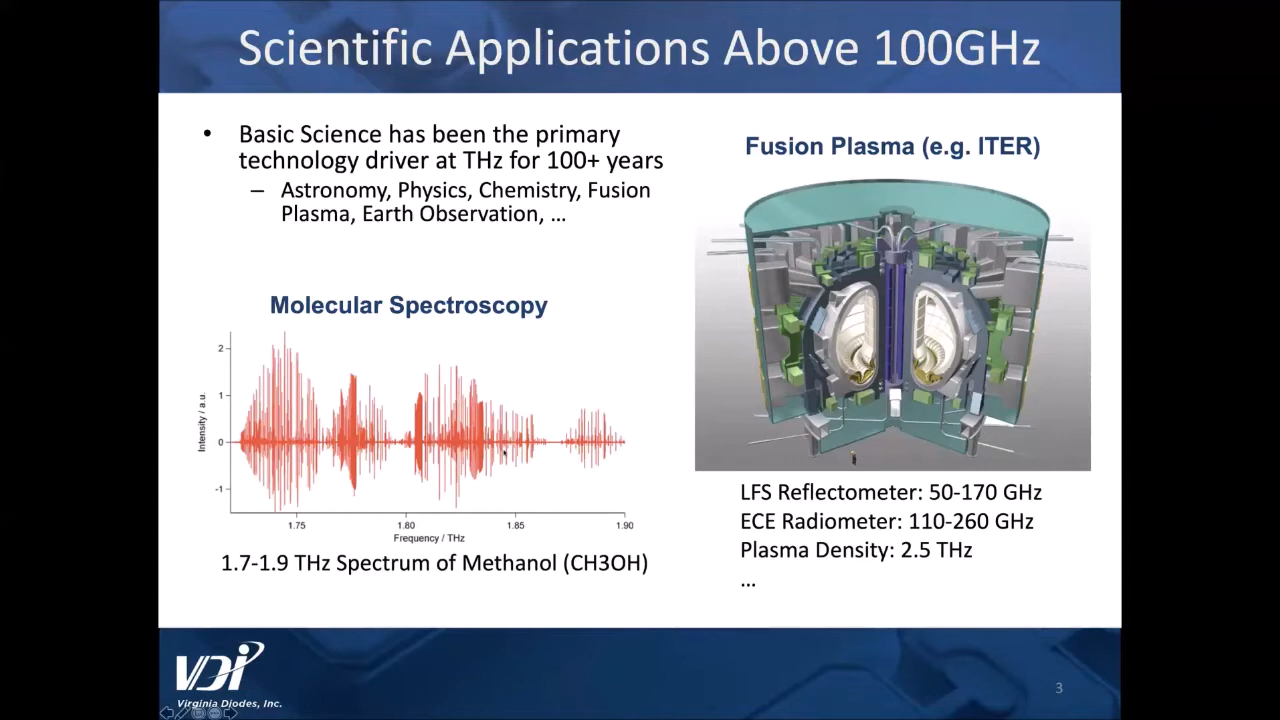 Scientific Applications Above 100GHz
• Basic Science has been the primary
technology driver at THz for 100+ years
– Astronomy, Physics, Chemistry, Fusion
Plasma, Earth Observation, ...
Molecular Spectroscopy
Intensity / a.u.
2
1
0
-1
1.75
1.80
1.85
1.90
Frequency / THz
1.7-1.9 THz Spectrum of Methanol (CH3OH)
Fusion Plasma (e.g. ITER)
LFS Reflectometer: 50-170 GHz
ECE Radiometer: 110-260 GHz
Plasma Density: 2.5 THz
...
VDI
Virginia Diodes, Inc.
3